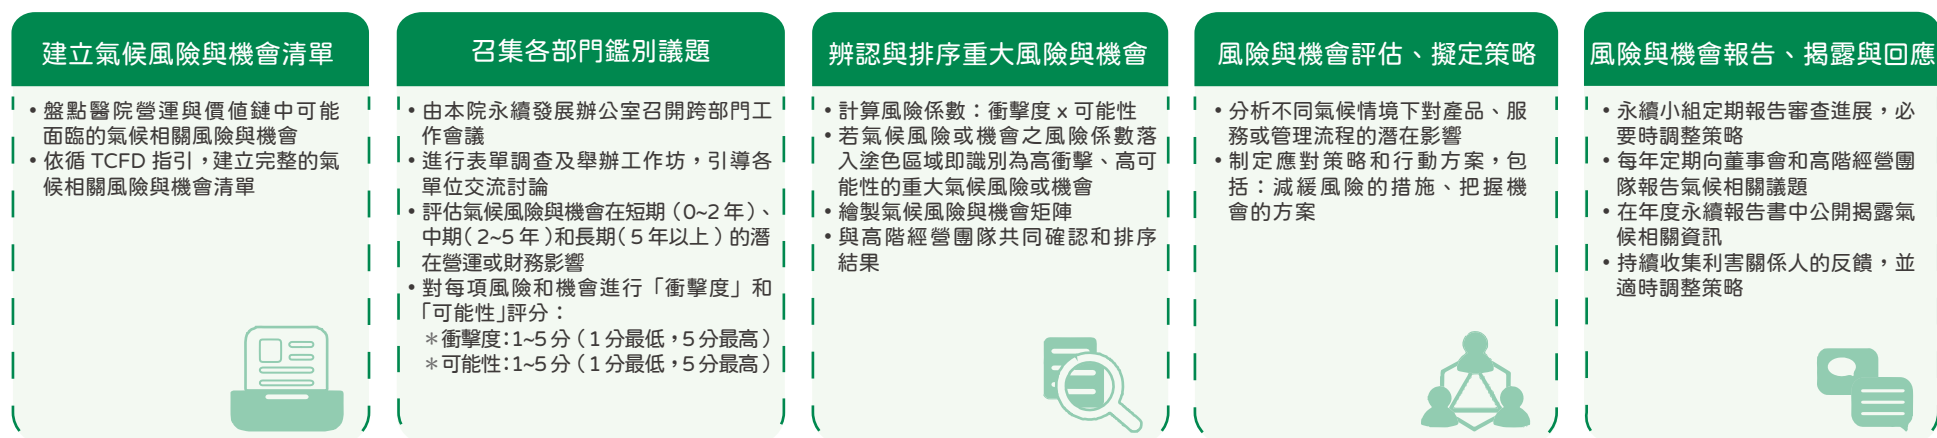 建立氣候風險與機會清單
• 盤點醫院營運與價值鏈中可能
面臨的氣候相關風險與機會
• 依循 TCFD 指引，建立完整的氣
候相關風險與機會清單
召集各部門鑑別議題
• 由本院永續發展辦公室召開跨部門工
作會議
• 進行表單調查及舉辦工作坊，引導各
單位交流討論
• 評估氣候風險與機會在短期（0~2 年）、
中期（2~5 年）和長期（5 年以上）的潛
在營運或財務影響
• 對每項風險和機會進行「衝擊度」和
「可能性」評分：
＊衝擊度：1~5 分（1 分最低，5 分最高）
＊可能性：1~5 分（1 分最低，5 分最高）
辨認與排序重大風險與機會
• 計算風險係數：衝擊度 x 可能性
• 若氣候風險或機會之風險係數落
入塗色區域即識別為高衝擊、高可
能性的重大氣候風險或機會
• 繪製氣候風險與機會矩陣
• 與高階經營團隊共同確認和排序
結果
風險與機會評估、擬定策略
• 分析不同氣候情境下對產品、服
務或管理流程的潛在影響
• 制定應對策略和行動方案，包
括：減緩風險的措施、把握機
會的方案
風險與機會報告、揭露與回應
• 永續小組定期報告審查進展，必
要時調整策略
• 每年定期向董事會和高階經營團
隊報告氣候相關議題
• 在年度永續報告書中公開揭露氣
候相關資訊
• 持續收集利害關係人的反饋，並
適時調整策略